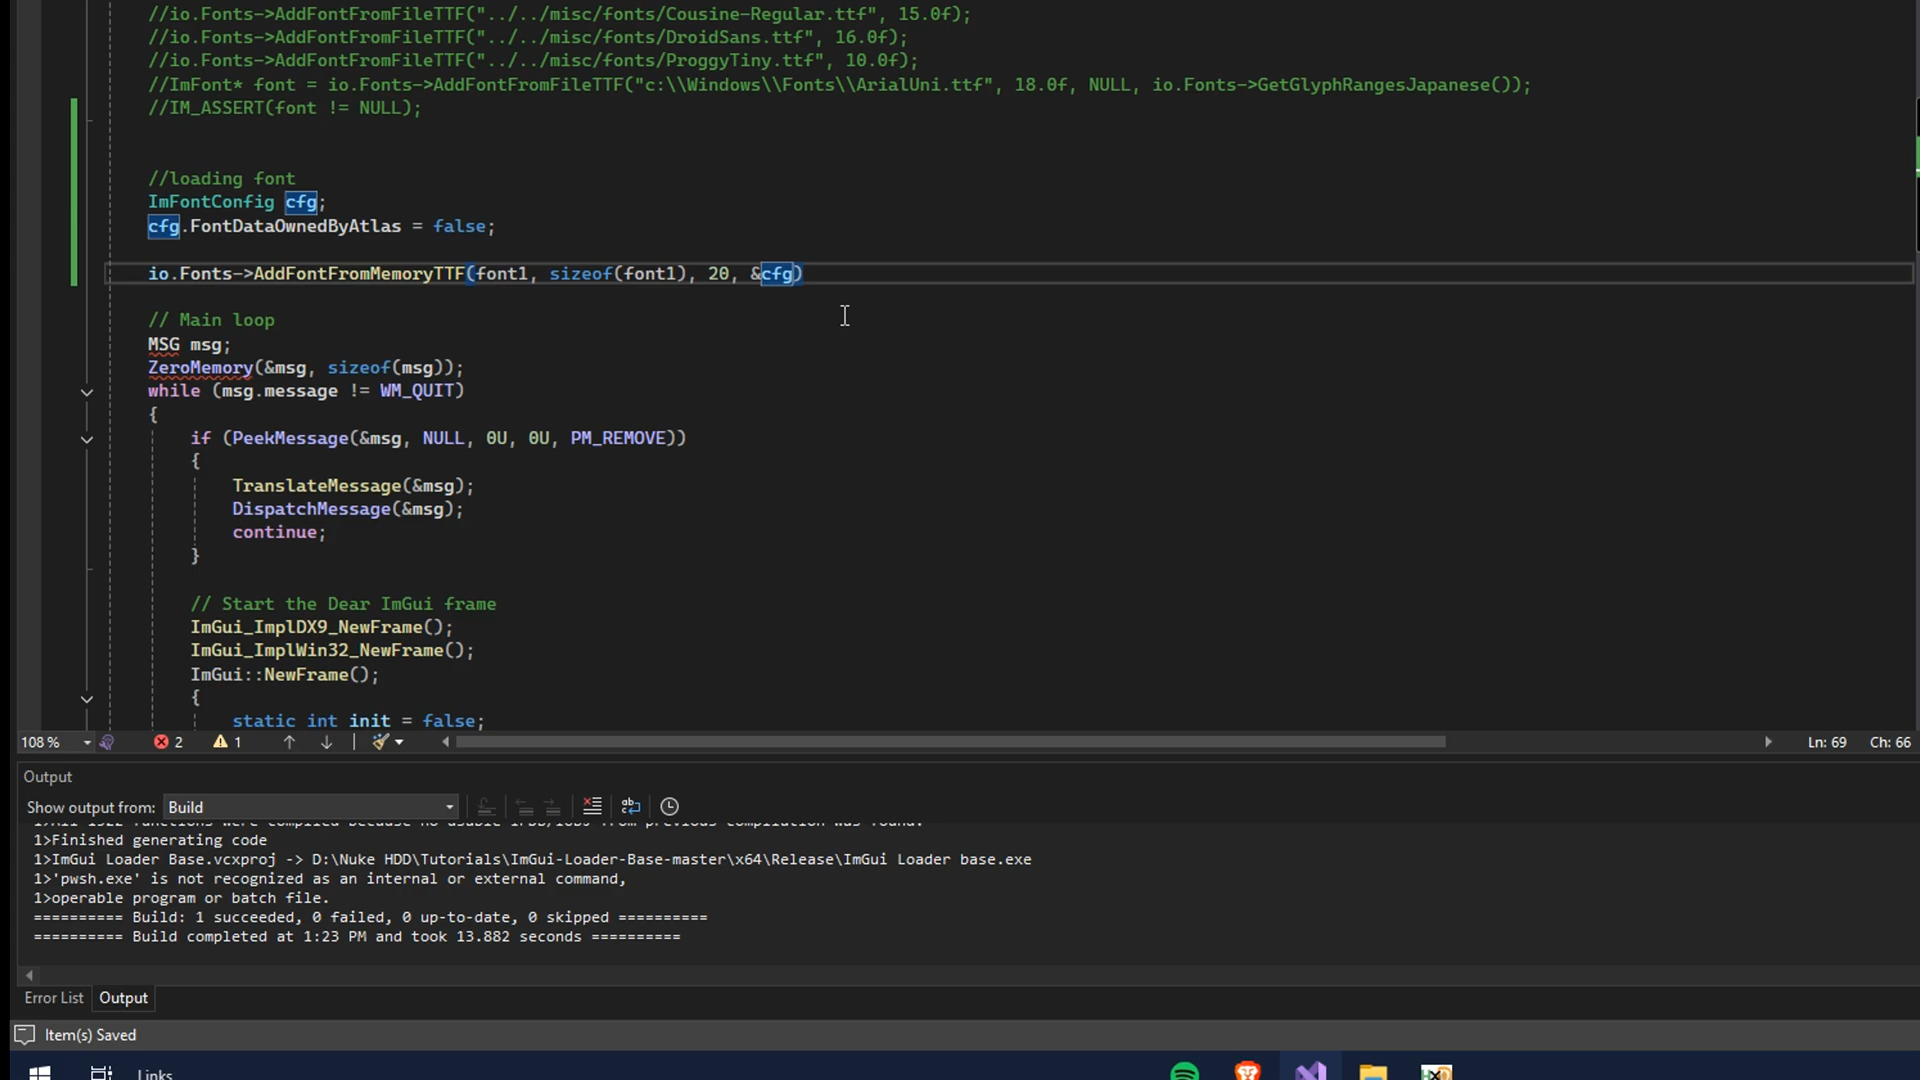 //io.Fonts->AddFontFromFileTTF("../../misc/fonts/Cousine-Regular.ttf", 15.0f);
//io.Fonts->AddFontFromFileTTF("../../misc/fonts/DroidSans.ttf", 16.0f);
//io.Fonts->AddFontFromFileTTF("../../misc/fonts/ProggyTiny.ttf", 10.0f);
//ImFont* font = io.Fonts->AddFontFromFileTTF("c:\\Windows\\Fonts\\ArialUni.ttf", 18.0f, NULL, io.Fonts->GetGlyphRangesJapanese());
//IM_ASSERT(font != NULL);
//loading font
ImFontConfig cfg;
cfg.FontDataOwnedByAtlas = false;
io.Fonts->AddFontFromMemoryTTF(font1, sizeof(font1), 20, &cfg)
// Main loop
MSG msg;
ZeroMemory(&msg, sizeof(msg));
while (msg.message != WM_QUIT)
{
if (PeekMessage(&msg, NULL, 0U, 0U, PM_REMOVE))
{
TranslateMessage(&msg);
DispatchMessage(&msg);
continue;
}
// Start the Dear ImGui frame
ImGui_ImplDX9_NewFrame();
ImGui_ImplWin32_NewFrame();
ImGui::NewFrame();
{
static int init = false;
108 % 2 1 Ln: 69 Ch: 66
Output
Show output from: Build
1>Finished generating code
1>ImGui Loader Base.vcxproj -> D:\Nuke HDD\Tutorials\ImGui-Loader-Base-master\x64\Release\ImGui Loader base.exe
1>'pwsh.exe' is not recognized as an internal or external command,
1>operable program or batch file.
========== Build: 1 succeeded, 0 failed, 0 up-to-date, 0 skipped ==========
========== Build completed at 1:23 PM and took 13.882 seconds ==========
Error List Output
Item(s) Saved
Links